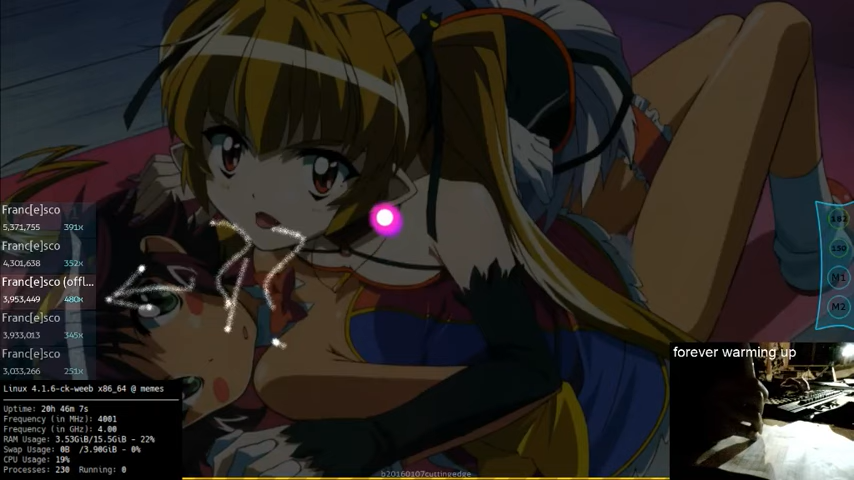 Franc[e]sco
5,371,755 391x
Franc[e]sco
4,301,638 352x
Franc[e]sco (offl...
3,953,449 480x
Franc[e]sco
3,933,013 345x
Franc[e]sco
3,033,266 251x
182
150
M1
M2
forever warming up
Linux 4.1.6-ck-weeb x86_64 @ memes
Uptime: 20h 46m 7s
Frequency (in MHz): 4001
Frequency (in GHz): 4.00
RAM Usage: 3.53GiB/15.5GiB - 22%
Swap Usage: 0B /3.90GiB - 0%
CPU Usage: 19%
Processes: 230 Running: 0
b20160107cuttingedge